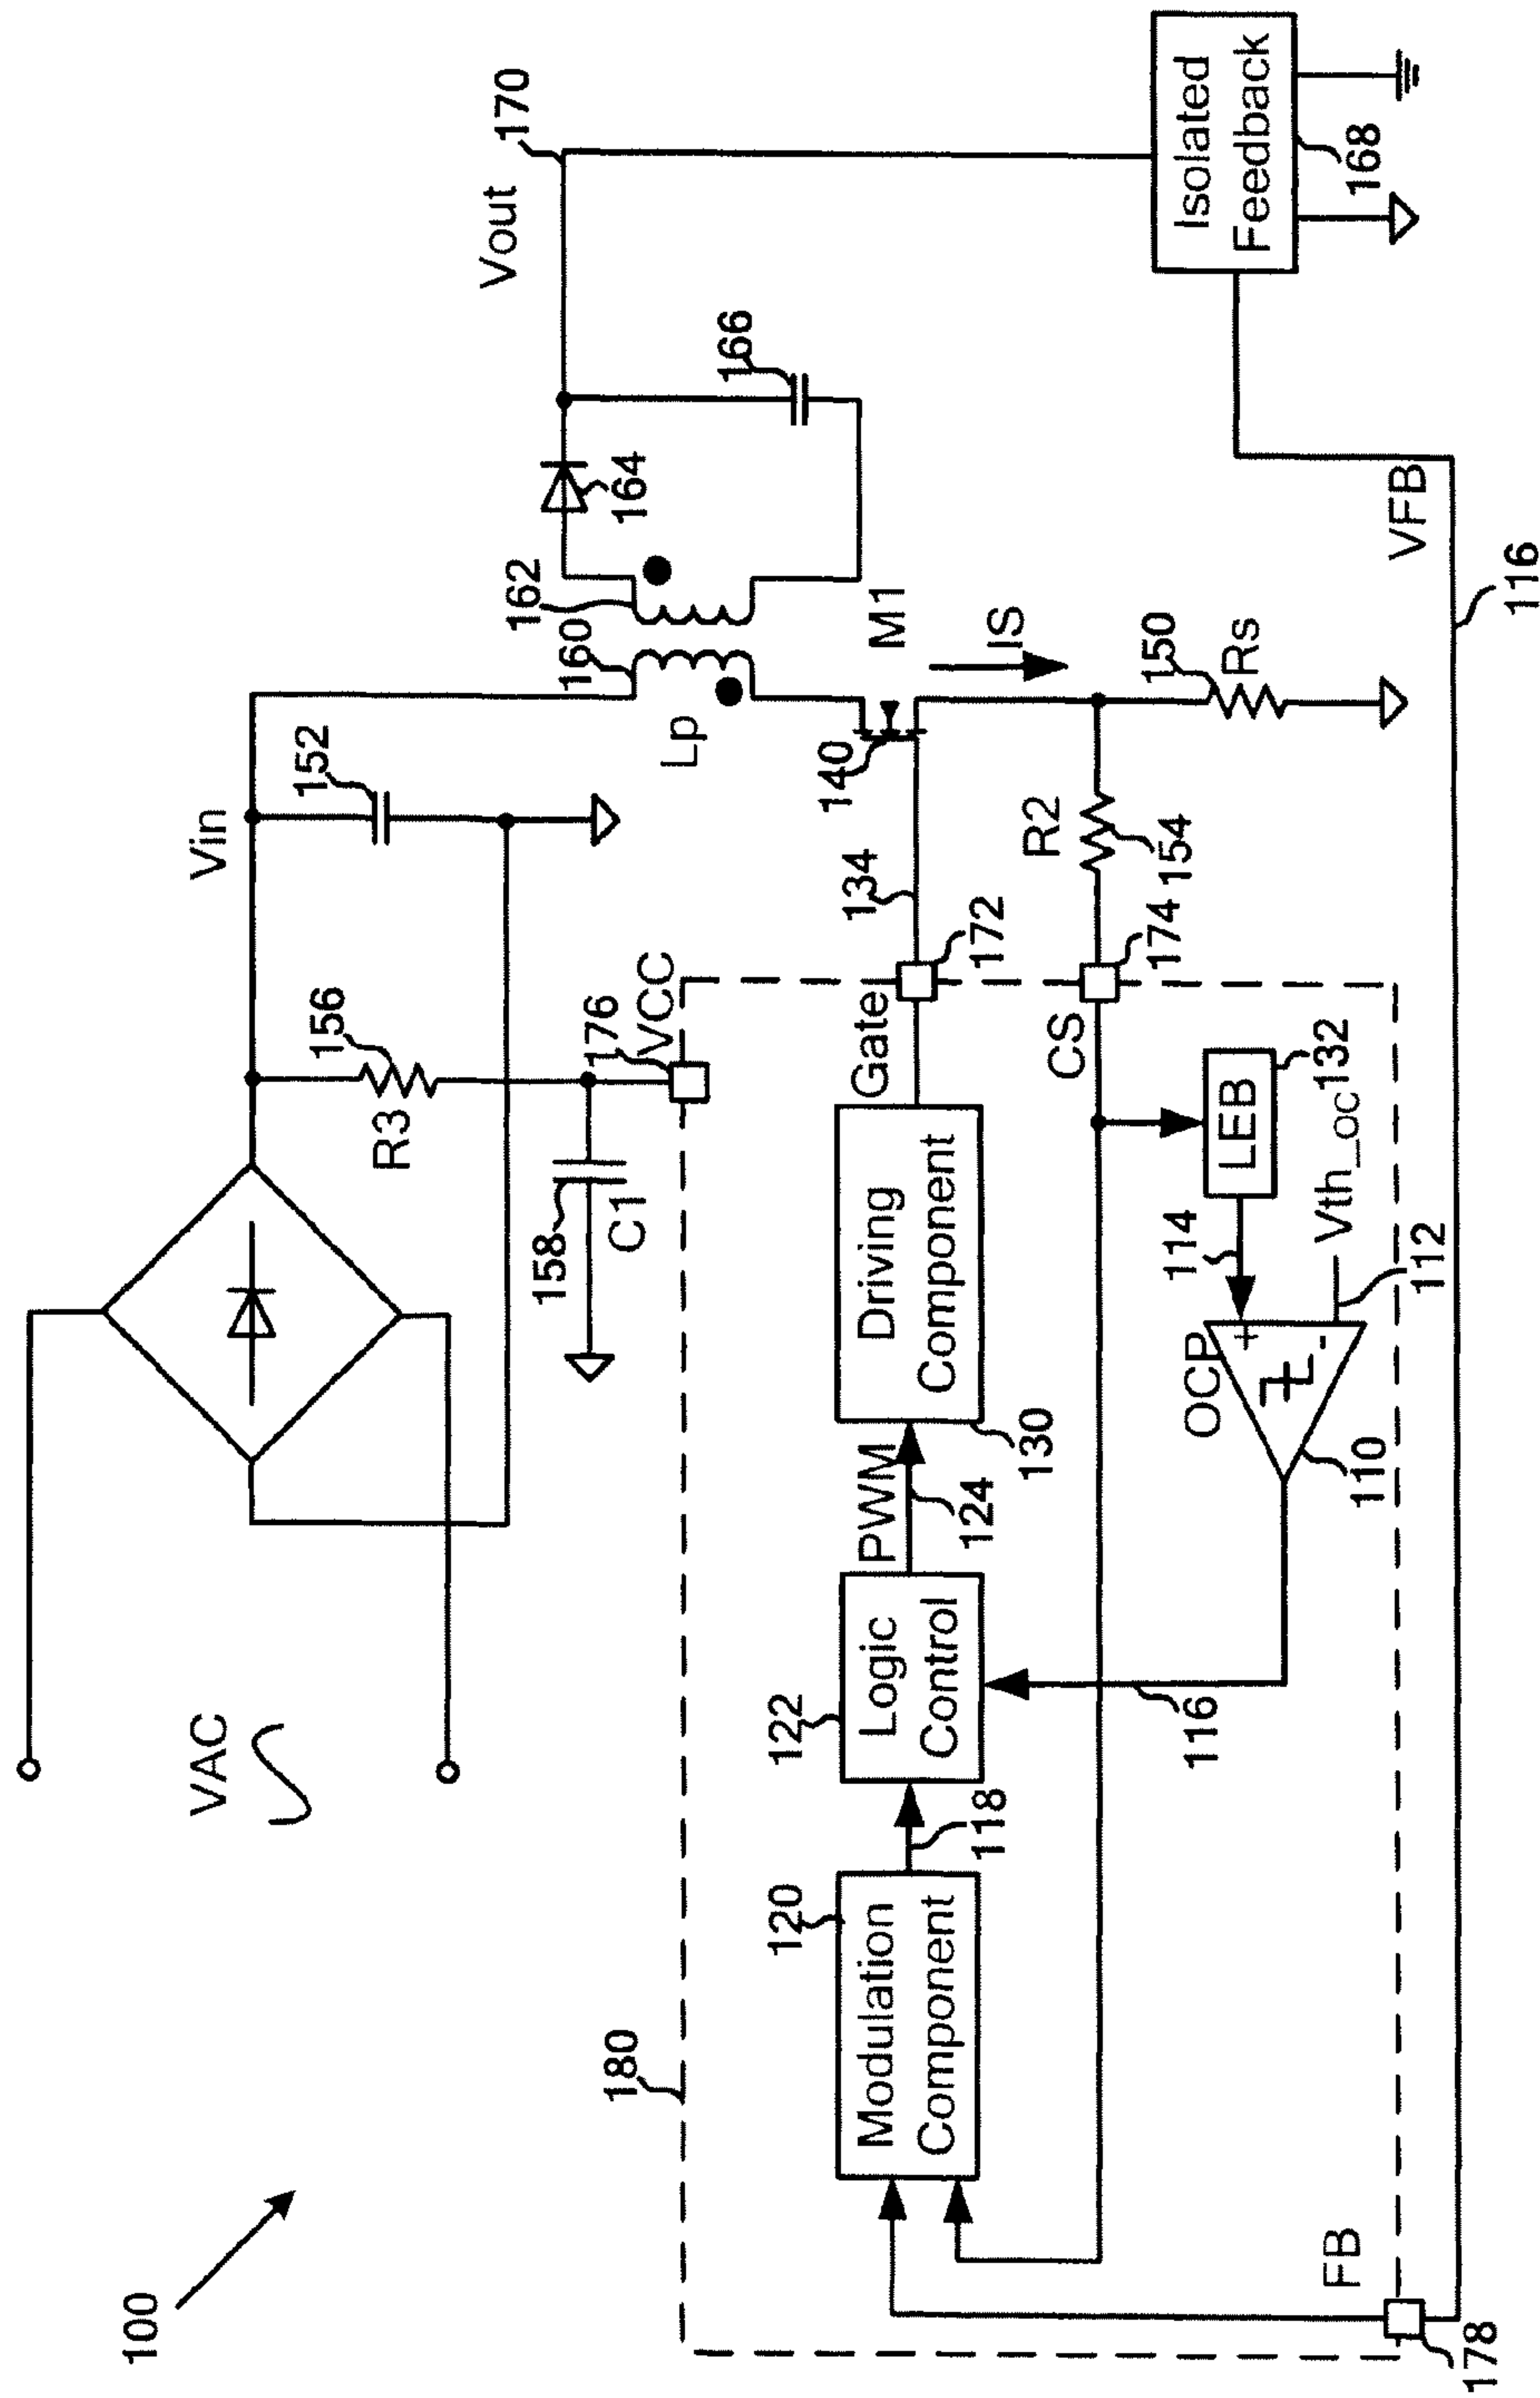 100
VAC
Vin
152
156
R3
158
C1
176
VCC
180
160
162
Lp
164
166
Vout
170
120
Modulation
Component
118
122
Logic
Control
PWM
124
Driving
Component
130
Gate
172
134
140
M1
IS
CS
174
R2
154
150
Rs
LEB
132
114
Vth_oc
112
OCP
+
-
110
116
FB
178
VFB
116
Isolated
Feedback
168